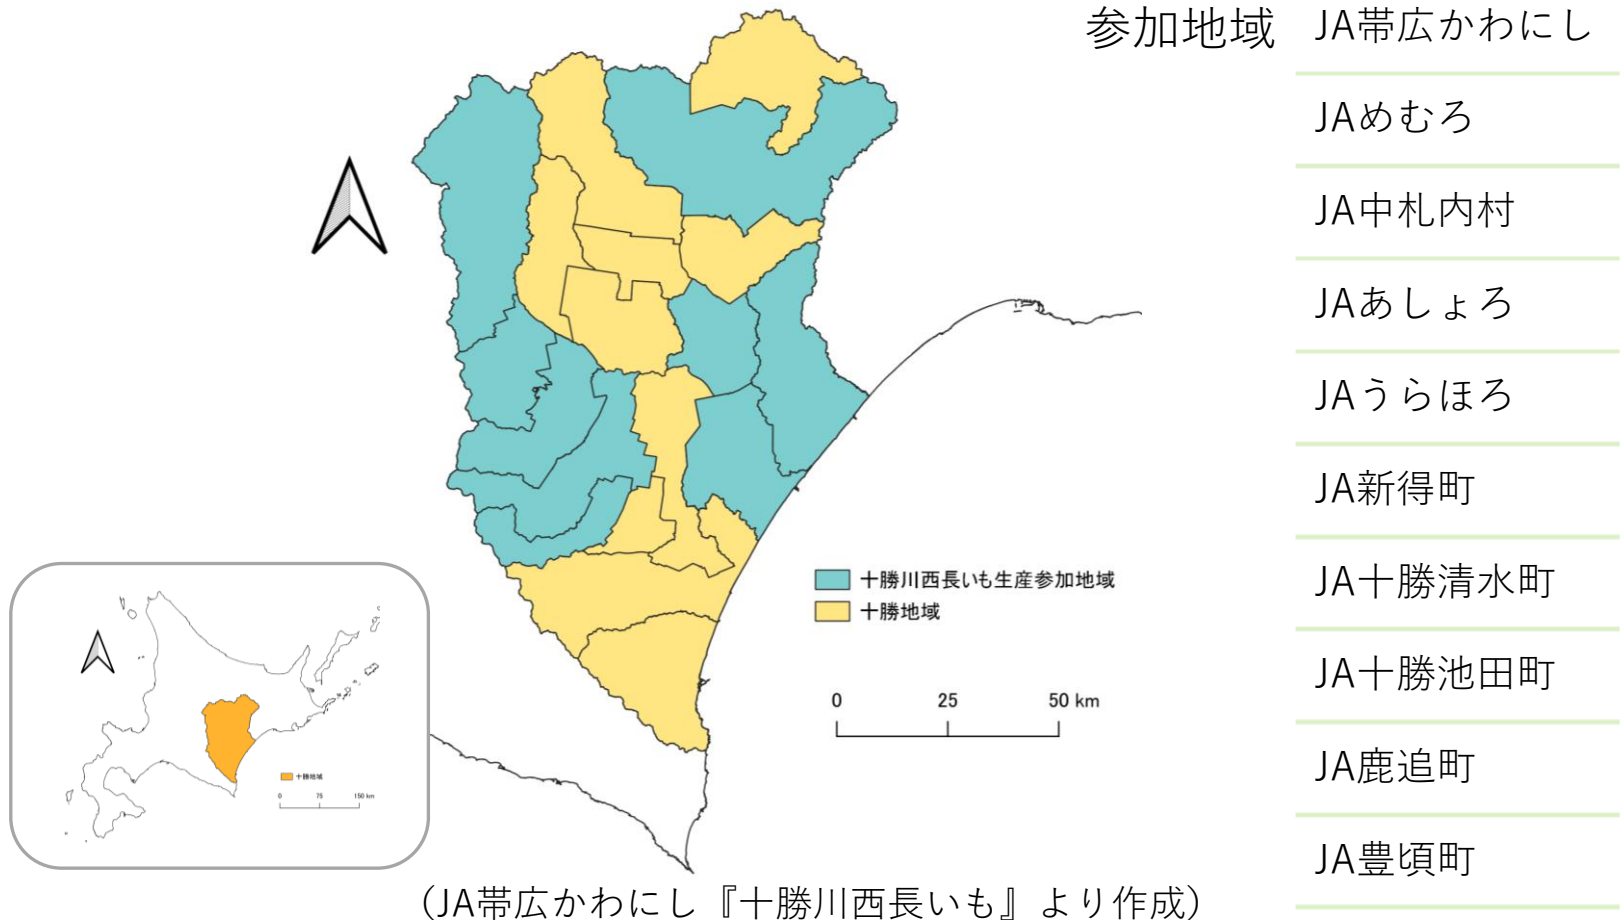 参加地域
JA帯広かわにし
JAめむろ
JA中札内村
JAあしょろ
JAうらほろ
JA新得町
JA十勝清水町
JA十勝池田町
JA鹿追町
JA豊頃町
十勝川西長いも生産参加地域
十勝地域
0 25 50 km
十勝地域
0 75 150 km
（JA帯広かわにし『十勝川西長いも』より作成）